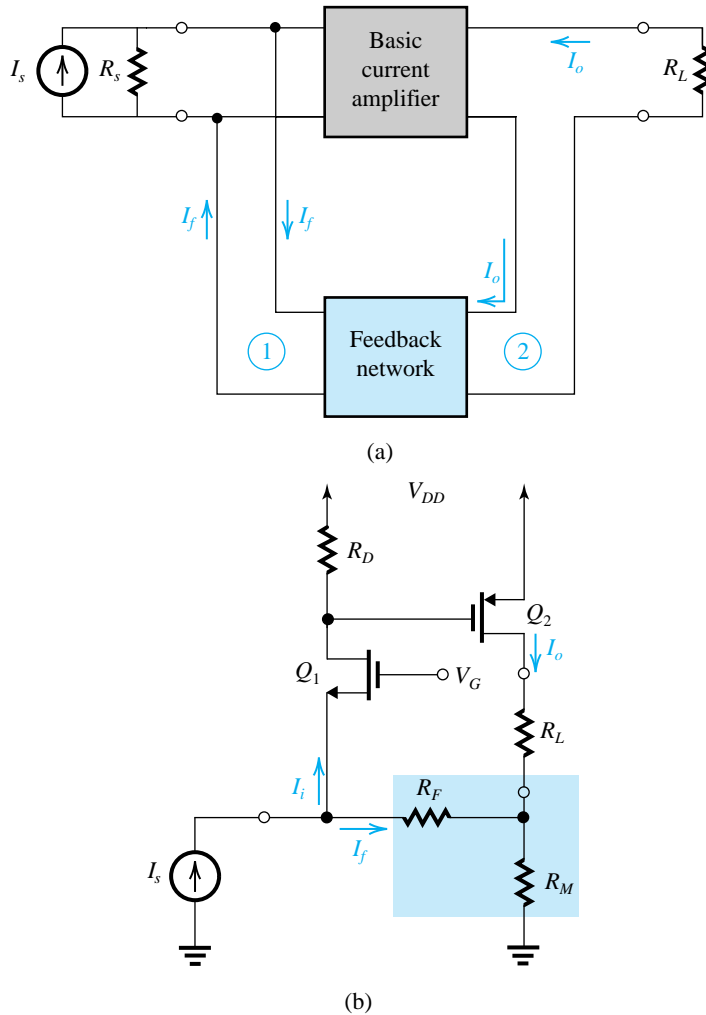 Basic
current
amplifier
I_s
R_s
I_o
R_L
I_f
I_f
I_o
1
Feedback
network
2
(a)
V_DD
R_D
Q_2
I_o
Q_1
V_G
R_L
I_i
R_F
I_f
I_s
R_M
(b)